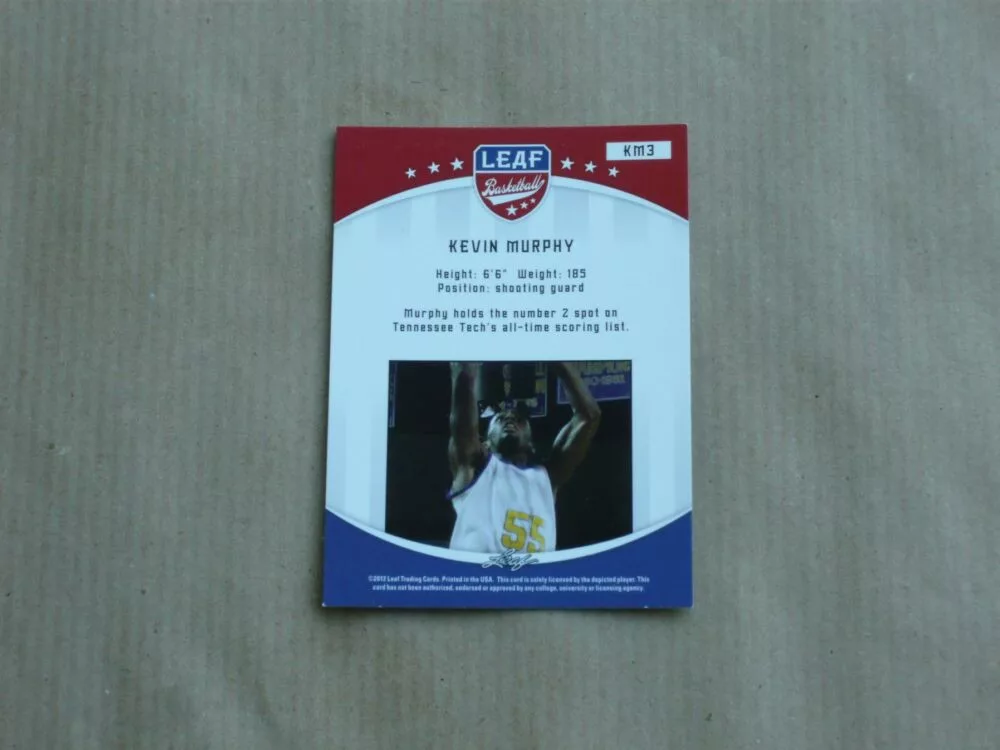 KM3
LEAF
Basketball
KEVIN MURPHY
Height: 6'6" Weight: 185
Position: shooting guard
Murphy holds the number 2 spot on
Tennessee Tech's all-time scoring list.
55
Leaf
©2012 Leaf Trading Cards. Printed in the USA. This card is solely licensed by the depicted player. This
card has not been authorized, endorsed or approved by any college, university or licensing agency.